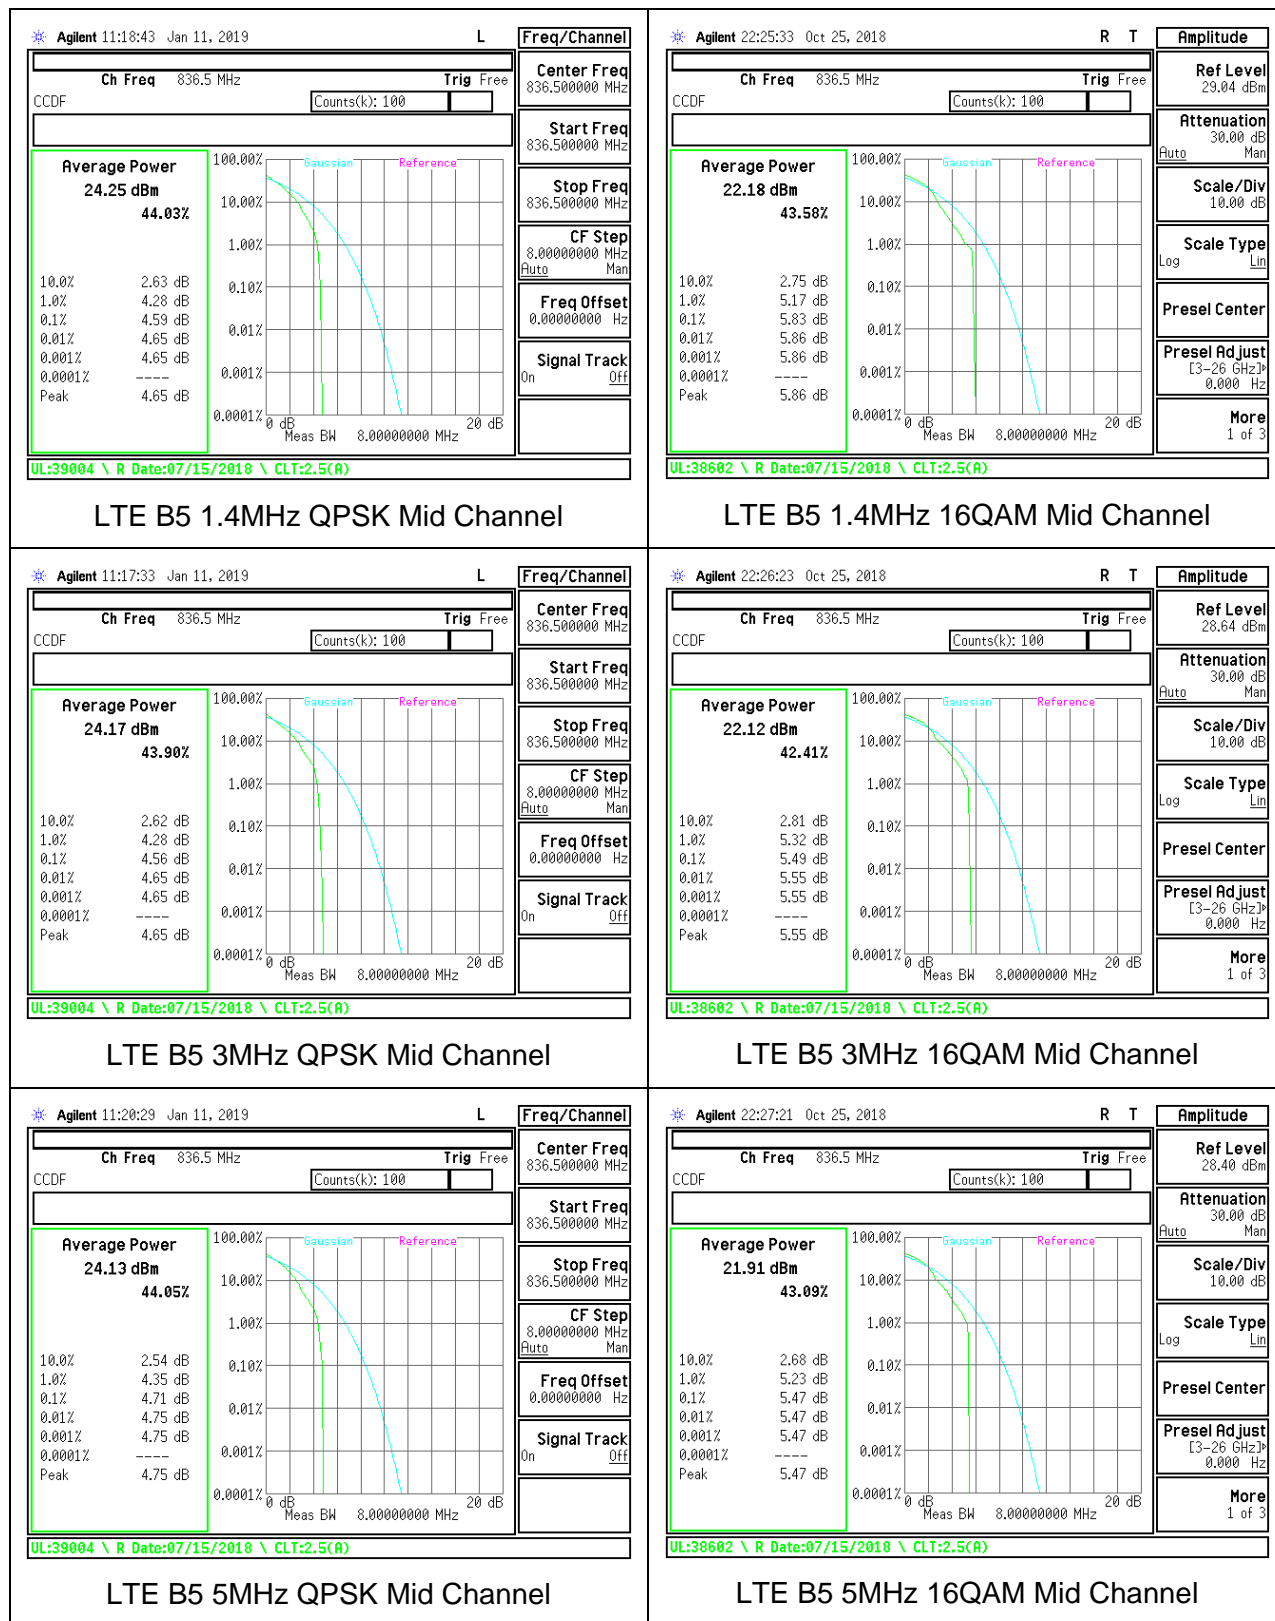 Agilent 11:18:43 Jan 11, 2019 L Freq/Channel
Ch Freq 836.5 MHz Trig Free
CCDF Counts(k): 100
Average Power
24.25 dBm
44.03%
10.0% 2.63 dB
1.0% 4.28 dB
0.1% 4.59 dB
0.01% 4.65 dB
0.001% 4.65 dB
0.0001% ----
Peak 4.65 dB
Gaussian Reference
100.00%
10.00%
1.00%
0.10%
0.01%
0.001%
0.0001%
0 dB 20 dB
Meas BW 8.00000000 MHz
Center Freq
836.500000 MHz
Start Freq
836.500000 MHz
Stop Freq
836.500000 MHz
CF Step
8.00000000 MHz
Auto Man
Freq Offset
0.00000000 Hz
Signal Track
On Off
UL:39004 \ R Date:07/15/2018 \ CLT:2.5(A)
LTE B5 1.4MHz QPSK Mid Channel
Agilent 22:25:33 Oct 25, 2018 R T Amplitude
Ch Freq 836.5 MHz Trig Free
CCDF Counts(k): 100
Average Power
22.18 dBm
43.58%
10.0% 2.75 dB
1.0% 5.17 dB
0.1% 5.83 dB
0.01% 5.86 dB
0.001% 5.86 dB
0.0001% ----
Peak 5.86 dB
Gaussian Reference
100.00%
10.00%
1.00%
0.10%
0.01%
0.001%
0.0001%
0 dB 20 dB
Meas BW 8.00000000 MHz
Ref Level
29.04 dBm
Attenuation
30.00 dB
Auto Man
Scale/Div
10.00 dB
Scale Type
Log Lin
Presel Center
Presel Adjust
[3-26 GHz]
0.000 Hz
More
1 of 3
UL:38602 \ R Date:07/15/2018 \ CLT:2.5(A)
LTE B5 1.4MHz 16QAM Mid Channel
Agilent 11:17:33 Jan 11, 2019 L Freq/Channel
Ch Freq 836.5 MHz Trig Free
CCDF Counts(k): 100
Average Power
24.17 dBm
43.90%
10.0% 2.62 dB
1.0% 4.28 dB
0.1% 4.56 dB
0.01% 4.65 dB
0.001% 4.65 dB
0.0001% ----
Peak 4.65 dB
Gaussian Reference
100.00%
10.00%
1.00%
0.10%
0.01%
0.001%
0.0001%
0 dB 20 dB
Meas BW 8.00000000 MHz
Center Freq
836.500000 MHz
Start Freq
836.500000 MHz
Stop Freq
836.500000 MHz
CF Step
8.00000000 MHz
Auto Man
Freq Offset
0.00000000 Hz
Signal Track
On Off
UL:39004 \ R Date:07/15/2018 \ CLT:2.5(A)
LTE B5 3MHz QPSK Mid Channel
Agilent 22:26:23 Oct 25, 2018 R T Amplitude
Ch Freq 836.5 MHz Trig Free
CCDF Counts(k): 100
Average Power
22.12 dBm
42.41%
10.0% 2.81 dB
1.0% 5.32 dB
0.1% 5.49 dB
0.01% 5.55 dB
0.001% 5.55 dB
0.0001% ----
Peak 5.55 dB
Gaussian Reference
100.00%
10.00%
1.00%
0.10%
0.01%
0.001%
0.0001%
0 dB 20 dB
Meas BW 8.00000000 MHz
Ref Level
28.64 dBm
Attenuation
30.00 dB
Auto Man
Scale/Div
10.00 dB
Scale Type
Log Lin
Presel Center
Presel Adjust
[3-26 GHz]
0.000 Hz
More
1 of 3
UL:38602 \ R Date:07/15/2018 \ CLT:2.5(A)
LTE B5 3MHz 16QAM Mid Channel
Agilent 11:20:29 Jan 11, 2019 L Freq/Channel
Ch Freq 836.5 MHz Trig Free
CCDF Counts(k): 100
Average Power
24.13 dBm
44.05%
10.0% 2.54 dB
1.0% 4.35 dB
0.1% 4.71 dB
0.01% 4.75 dB
0.001% 4.75 dB
0.0001% ----
Peak 4.75 dB
Gaussian Reference
100.00%
10.00%
1.00%
0.10%
0.01%
0.001%
0.0001%
0 dB 20 dB
Meas BW 8.00000000 MHz
Center Freq
836.500000 MHz
Start Freq
836.500000 MHz
Stop Freq
836.500000 MHz
CF Step
8.00000000 MHz
Auto Man
Freq Offset
0.00000000 Hz
Signal Track
On Off
UL:39004 \ R Date:07/15/2018 \ CLT:2.5(A)
LTE B5 5MHz QPSK Mid Channel
Agilent 22:27:21 Oct 25, 2018 R T Amplitude
Ch Freq 836.5 MHz Trig Free
CCDF Counts(k): 100
Average Power
21.91 dBm
43.09%
10.0% 2.68 dB
1.0% 5.23 dB
0.1% 5.47 dB
0.01% 5.47 dB
0.001% 5.47 dB
0.0001% ----
Peak 5.47 dB
Gaussian Reference
100.00%
10.00%
1.00%
0.10%
0.01%
0.001%
0.0001%
0 dB 20 dB
Meas BW 8.00000000 MHz
Ref Level
28.40 dBm
Attenuation
30.00 dB
Auto Man
Scale/Div
10.00 dB
Scale Type
Log Lin
Presel Center
Presel Adjust
[3-26 GHz]
0.000 Hz
More
1 of 3
UL:38602 \ R Date:07/15/2018 \ CLT:2.5(A)
LTE B5 5MHz 16QAM Mid Channel